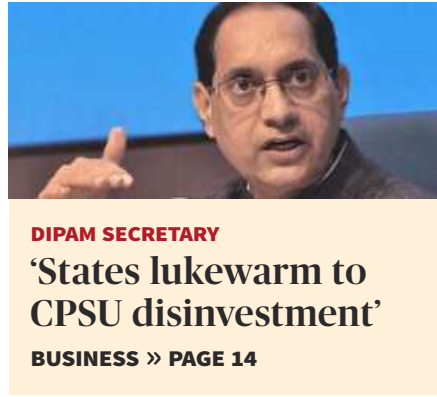 DIPAM SECRETARY
‘States lukewarm to
CPSU disinvestment’
BUSINESS » PAGE 14